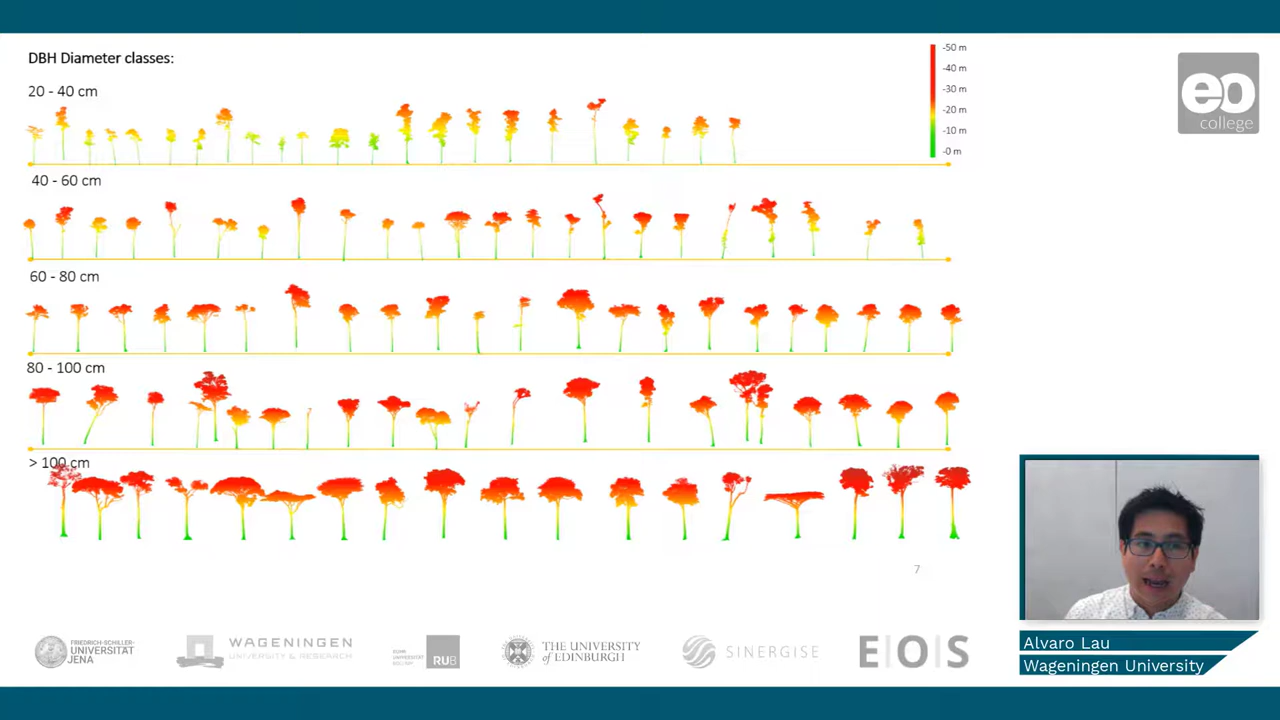 DBH Diameter classes:
20 - 40 cm
-50 m
-40 m
-30 m
-20 m
-10 m
-0 m
40 - 60 cm
60 - 80 cm
80 - 100 cm
> 100 cm
7
eo
college
FRIEDRICH-SCHILLER-
UNIVERSITÄT
JENA
WAGENINGEN
UNIVERSITY & RESEARCH
RUB
THE UNIVERSITY
of EDINBURGH
SINERGISE
E|O|S
Alvaro Lau
Wageningen University